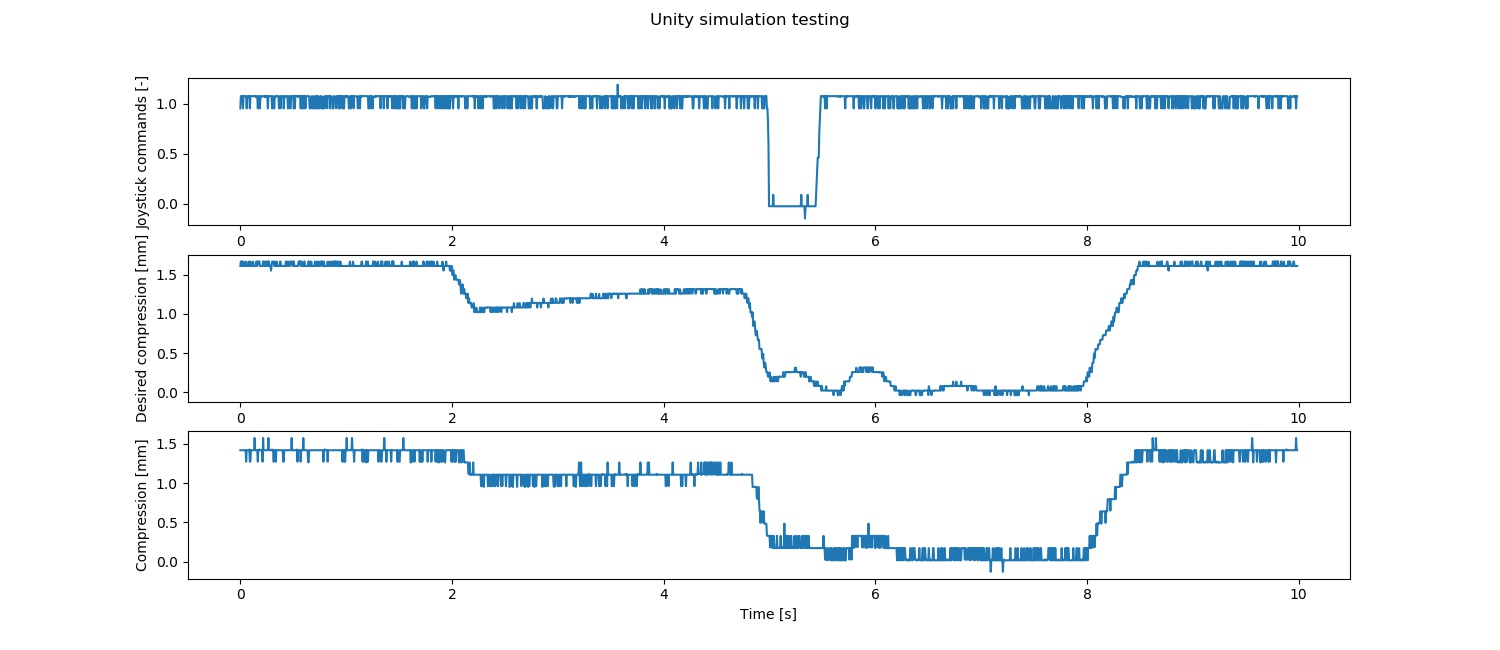 Unity simulation testing
Joystick commands [-]
1.0
0.5
0.0
0 2 4 6 8 10
Desired compression [mm]
1.5
1.0
0.5
0.0
0 2 4 6 8 10
Compression [mm]
1.5
1.0
0.5
0.0
0 2 4 6 8 10
Time [s]